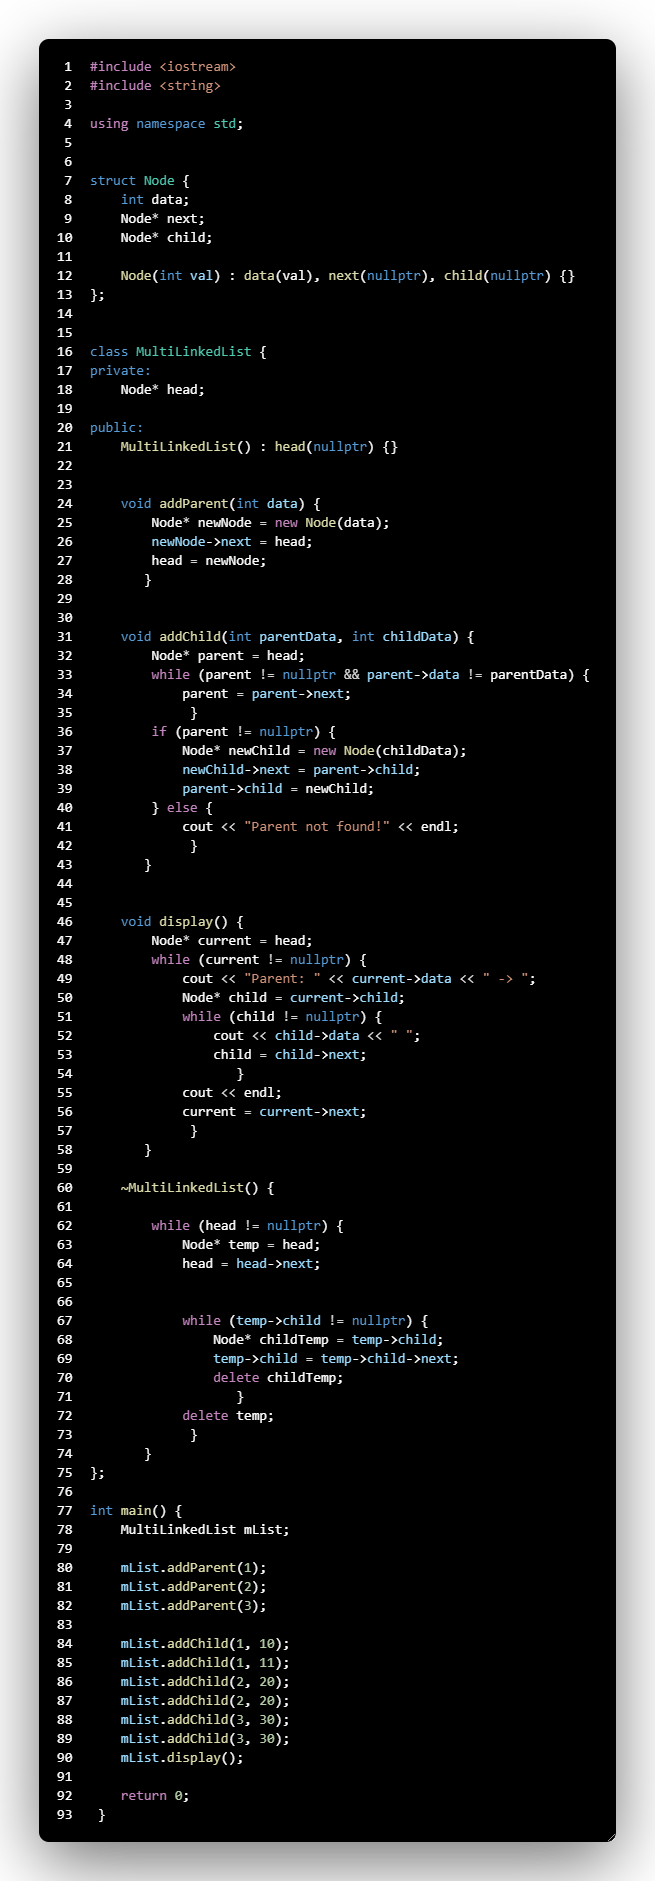 1 #include <iostream>
2 #include <string>
3
4 using namespace std;
5
6
7 struct Node {
8     int data;
9     Node* next;
10     Node* child;
11
12     Node(int val) : data(val), next(nullptr), child(nullptr) {}
13 };
14
15
16 class MultiLinkedList {
17 private:
18     Node* head;
19
20 public:
21     MultiLinkedList() : head(nullptr) {}
22
23
24     void addParent(int data) {
25         Node* newNode = new Node(data);
26         newNode->next = head;
27         head = newNode;
28        }
29
30
31     void addChild(int parentData, int childData) {
32         Node* parent = head;
33         while (parent != nullptr && parent->data != parentData) {
34             parent = parent->next;
35              }
36         if (parent != nullptr) {
37             Node* newChild = new Node(childData);
38             newChild->next = parent->child;
39             parent->child = newChild;
40         } else {
41             cout << "Parent not found!" << endl;
42              }
43        }
44
45
46     void display() {
47         Node* current = head;
48         while (current != nullptr) {
49             cout << "Parent: " << current->data << " -> ";
50             Node* child = current->child;
51             while (child != nullptr) {
52                 cout << child->data << " ";
53                 child = child->next;
54                    }
55             cout << endl;
56             current = current->next;
57              }
58        }
59
60     ~MultiLinkedList() {
61
62         while (head != nullptr) {
63             Node* temp = head;
64             head = head->next;
65
66
67             while (temp->child != nullptr) {
68                 Node* childTemp = temp->child;
69                 temp->child = temp->child->next;
70                 delete childTemp;
71                    }
72             delete temp;
73              }
74        }
75 };
76
77 int main() {
78     MultiLinkedList mList;
79
80     mList.addParent(1);
81     mList.addParent(2);
82     mList.addParent(3);
83
84     mList.addChild(1, 10);
85     mList.addChild(1, 11);
86     mList.addChild(2, 20);
87     mList.addChild(2, 20);
88     mList.addChild(3, 30);
89     mList.addChild(3, 30);
90     mList.display();
91
92     return 0;
93  }